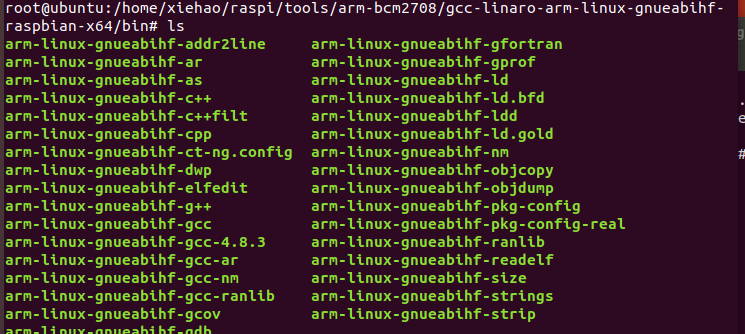 root@ubuntu:/home/xiehao/raspi/tools/arm-bcm2708/gcc-linaro-arm-linux-gnueabihf-
raspbian-x64/bin# ls
arm-linux-gnueabihf-addr2line arm-linux-gnueabihf-gfortran
arm-linux-gnueabihf-ar arm-linux-gnueabihf-gprof
arm-linux-gnueabihf-as arm-linux-gnueabihf-ld
arm-linux-gnueabihf-c++ arm-linux-gnueabihf-ld.bfd
arm-linux-gnueabihf-c++filt arm-linux-gnueabihf-ldd
arm-linux-gnueabihf-cpp arm-linux-gnueabihf-ld.gold
arm-linux-gnueabihf-ct-ng.config arm-linux-gnueabihf-nm
arm-linux-gnueabihf-dwp arm-linux-gnueabihf-objcopy
arm-linux-gnueabihf-elfedit arm-linux-gnueabihf-objdump
arm-linux-gnueabihf-g++ arm-linux-gnueabihf-pkg-config
arm-linux-gnueabihf-gcc arm-linux-gnueabihf-pkg-config-real
arm-linux-gnueabihf-gcc-4.8.3 arm-linux-gnueabihf-ranlib
arm-linux-gnueabihf-gcc-ar arm-linux-gnueabihf-readelf
arm-linux-gnueabihf-gcc-nm arm-linux-gnueabihf-size
arm-linux-gnueabihf-gcc-ranlib arm-linux-gnueabihf-strings
arm-linux-gnueabihf-gcov arm-linux-gnueabihf-strip
arm-linux-gnueabihf-gdb